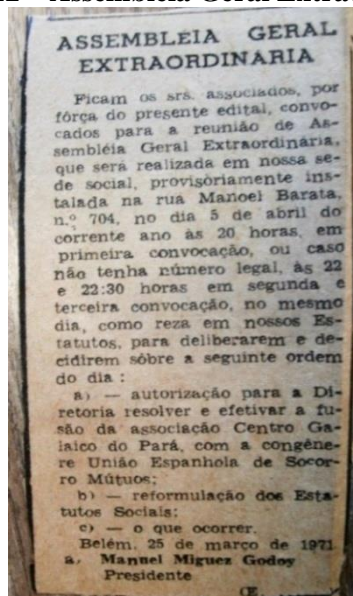 ASSEMBLÉIA GERAL
EXTRAORDINARIA
Ficam os srs. associados, por
fôrça do presente edital, convo-
cados para a reunião de As-
sembléia Geral Extraordinária,
que será realizada em nossa se-
de social, provisòriamente ins-
talada na rua Manoel Barata,
n.º 704, no dia 5 de abril do
corrente ano às 20 horas, em
primeira convocação, ou caso
não tenha número legal, às 22
e 22:30 horas em segunda e
terceira convocação, no mesmo
dia, como reza em nossos Es-
tatutos, para deliberarem e de-
cidirem sôbre a seguinte ordem
do dia :
a) — autorização para a Di-
retoria resolver e efetivar a fu-
são da associação Centro Ga-
laico do Pará, com a congêne-
re União Espanhola de Socor-
ro Mútuos;
b) — reformulação dos Esta-
tutos Sociais;
c) — o que ocorrer.
Belém, 25 de março de 1971
a. Manuel Miguez Godoy
Presidente
(E.